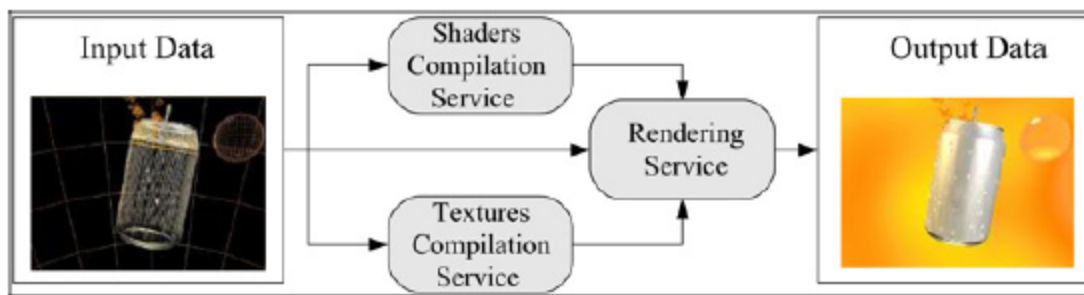 Input Data
Shaders
Compilation
Service
Rendering
Service
Textures
Compilation
Service
Output Data